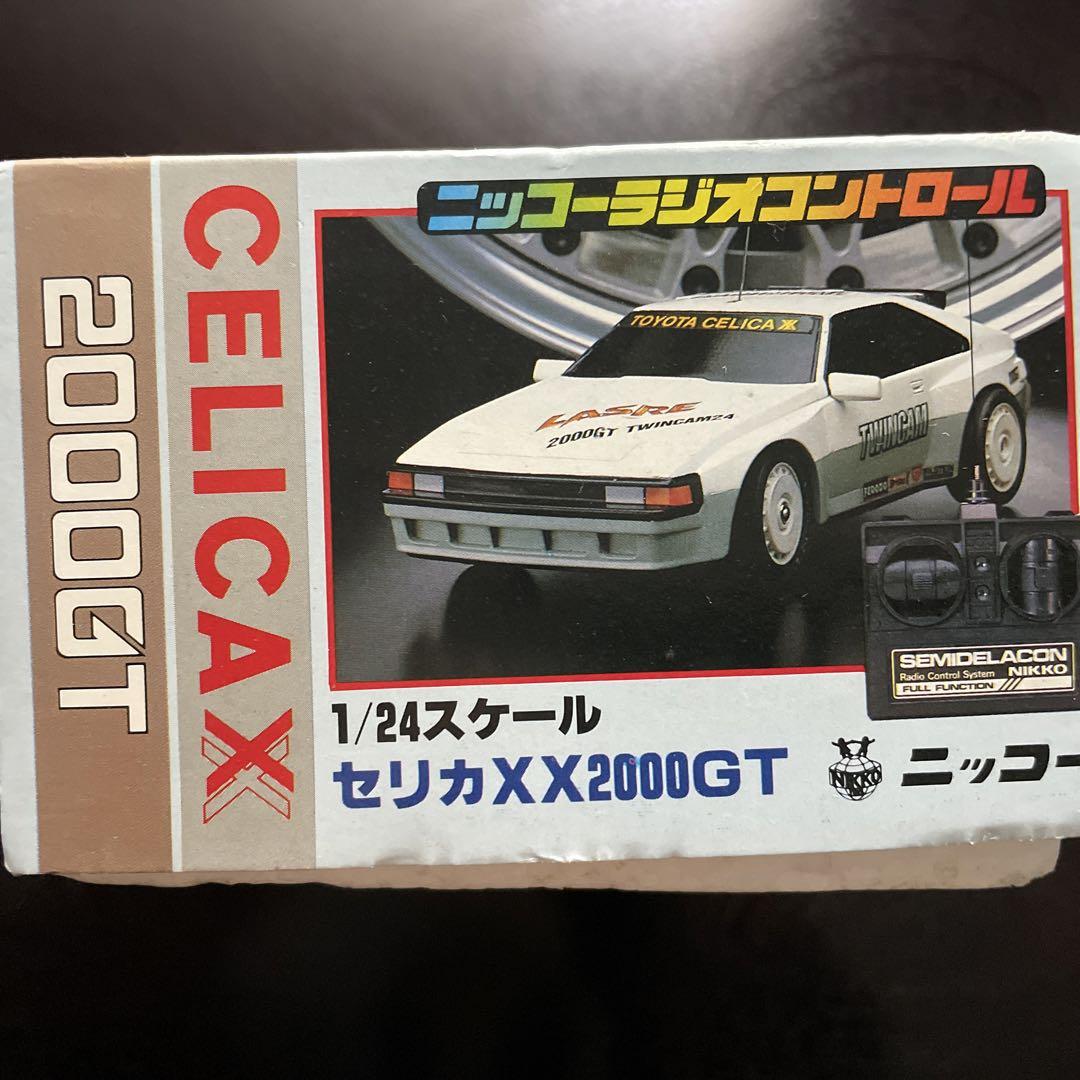 ニッコーラジオコントロール
CELICA XX
2000GT
TOYOTA CELICA XX
LASRE
2000GT TWINCAM24
TWINCAM
FERODO
SEMIDELACON
Radio Control System NIKKO
FULL FUNCTION
1/24スケール
セリカXX2000GT
NIKKO
ニッコー